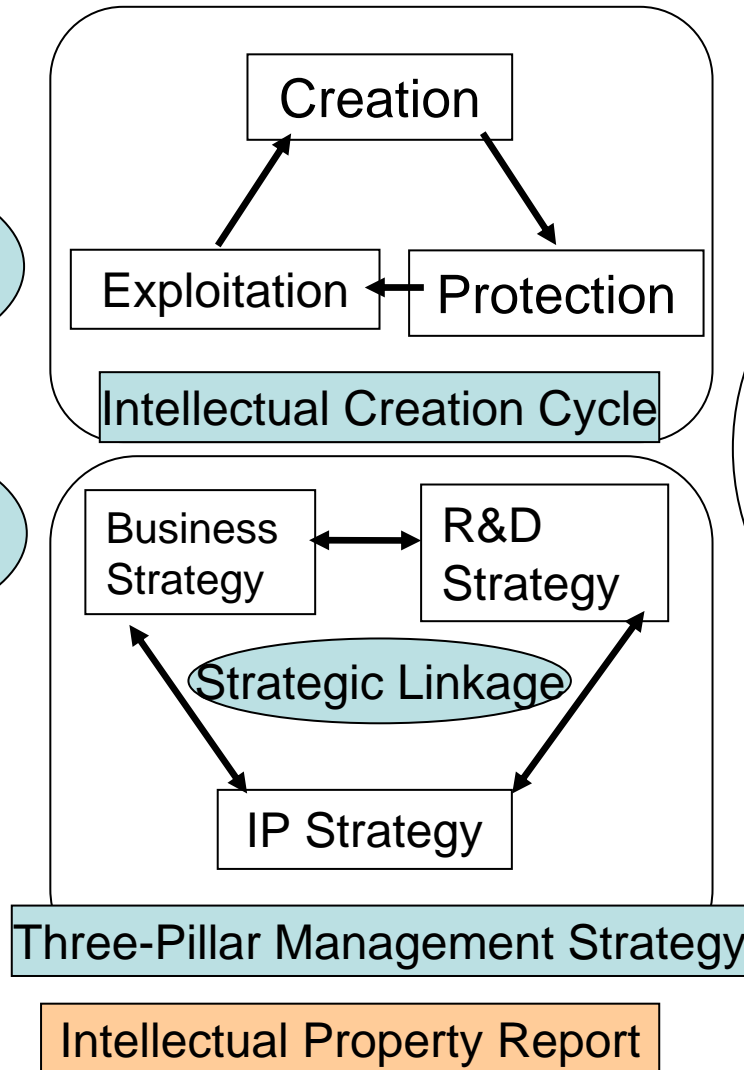 Creation
Exploitation
Protection
Intellectual Creation Cycle
Business
Strategy
R&D
Strategy
Strategic Linkage
IP Strategy
Three-Pillar Management Strategy
Intellectual Property Report